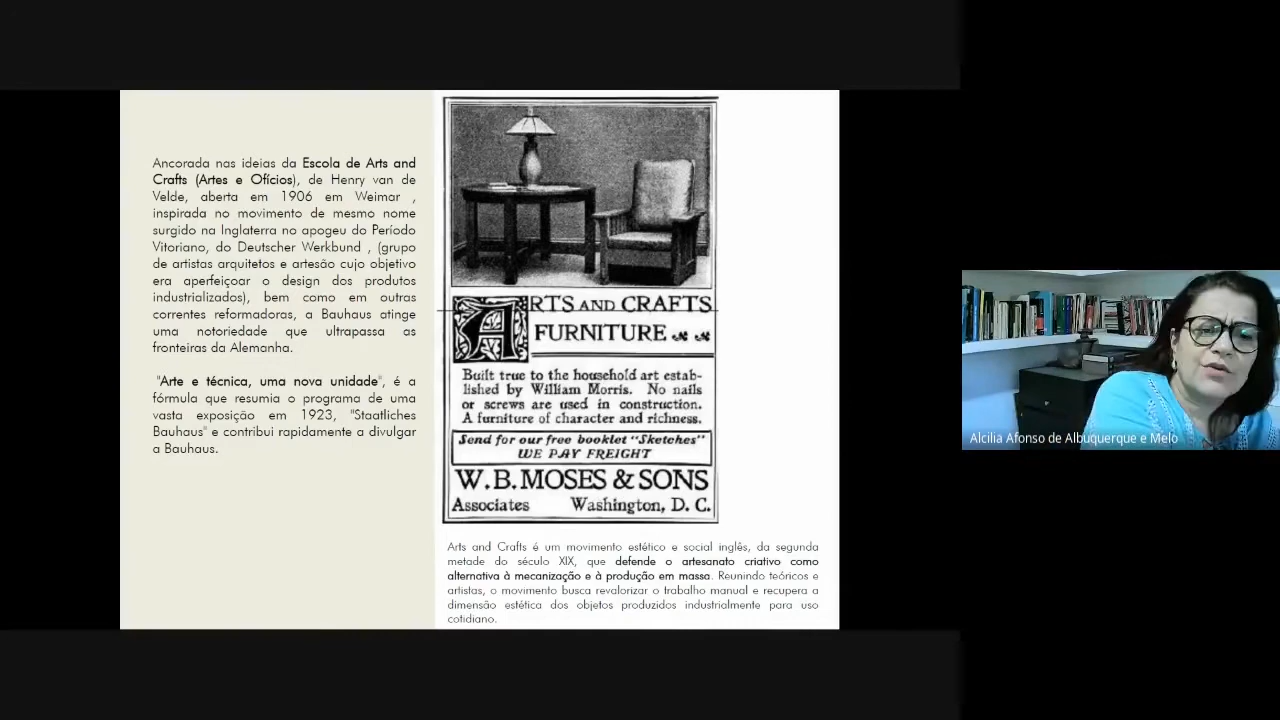 Ancorada nas ideias da Escola de Arts and
Crafts (Artes e Ofícios), de Henry van de
Velde, aberta em 1906 em Weimar ,
inspirada no movimento de mesmo nome
surgido na Inglaterra no apogeu do Período
Vitoriano, do Deutscher Werkbund , (grupo
de artistas arquitetos e artesão cujo objetivo
era aperfeiçoar o design dos produtos
industrializados), bem como em outras
correntes reformadoras, a Bauhaus atinge
uma notoriedade que ultrapassa as
fronteiras da Alemanha.
"Arte e técnica, uma nova unidade", é a
fórmula que resumia o programa de uma
vasta exposição em 1923, "Staatliches
Bauhaus" e contribui rapidamente a divulgar
a Bauhaus.
ARTS AND CRAFTS
FURNITURE
Built true to the household art estab-
lished by William Morris. No nails
or screws are used in construction.
A furniture of character and richness.
Send for our free booklet "Sketches"
WE PAY FREIGHT
W. B. MOSES & SONS
Associates Washington, D. C.
Arts and Crafts é um movimento estético e social inglês, da segunda
metade do século XIX, que defende o artesanato criativo como
alternativa à mecanização e à produção em massa. Reunindo teóricos e
artistas, o movimento busca revalorizar o trabalho manual e recupera a
dimensão estética dos objetos produzidos industrialmente para uso
cotidiano.
Alcilia Afonso de Albuquerque e Melo